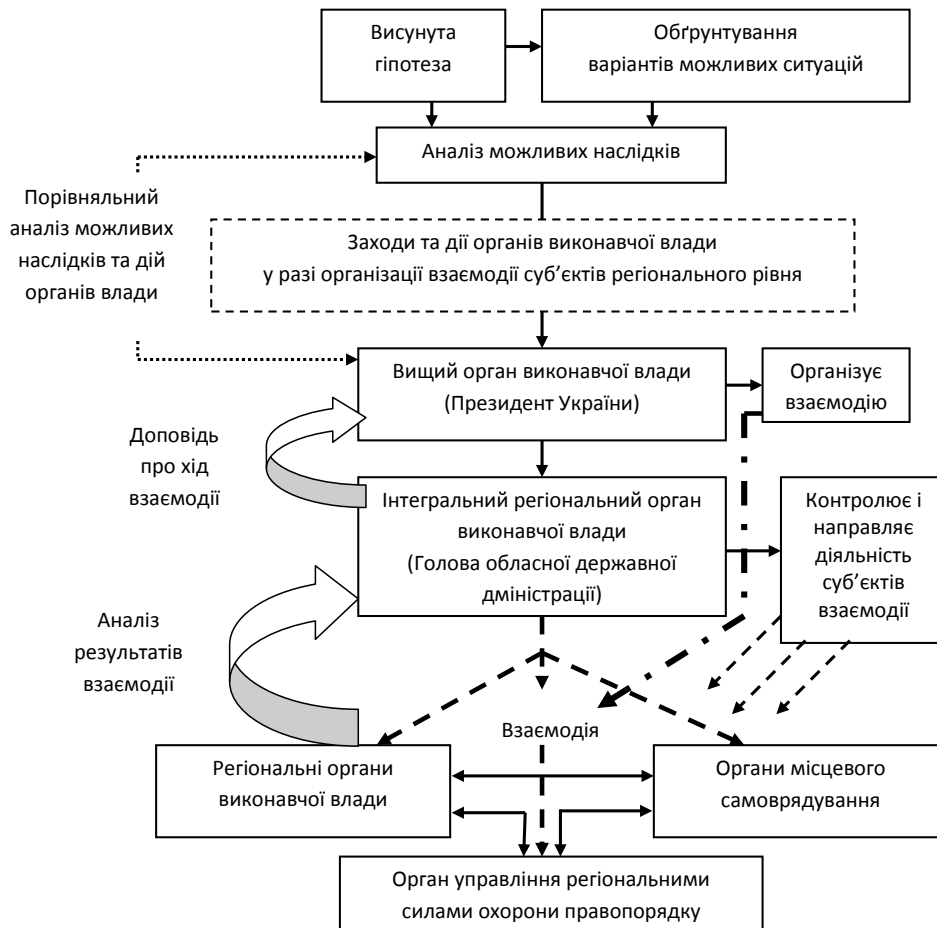 Висунута
гіпотеза
Обґрунтування
варіантів можливих ситуацій
Аналіз можливих наслідків
Порівняльний
аналіз можливих
наслідків та дій
органів влади
Заходи та дії органів виконавчої влади
у разі організації взаємодії суб’єктів регіонального рівня
Вищий орган виконавчої влади
(Президент України)
Організує
взаємодію
Доповідь
про хід
взаємодії
Інтегральний регіональний орган
виконавчої влади
(Голова обласної державної
дміністрації)
Контролює і
направляє
діяльність
суб’єктів
взаємодії
Аналіз
результатів
взаємодії
Взаємодія
Регіональні органи
виконавчої влади
Органи місцевого
самоврядування
Орган управління регіональними
силами охорони правопорядку